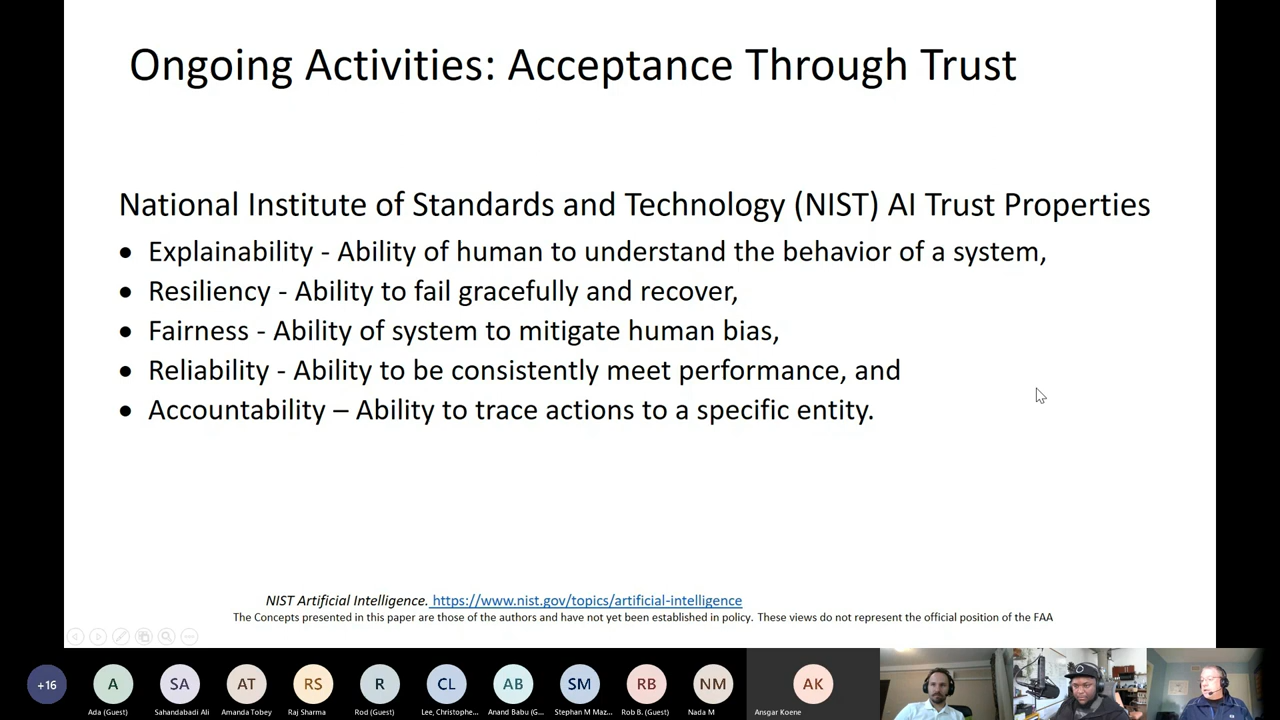 Ongoing Activities: Acceptance Through Trust
National Institute of Standards and Technology (NIST) AI Trust Properties
• Explainability - Ability of human to understand the behavior of a system,
• Resiliency - Ability to fail gracefully and recover,
• Fairness - Ability of system to mitigate human bias,
• Reliability - Ability to be consistently meet performance, and
• Accountability – Ability to trace actions to a specific entity.
NIST Artificial Intelligence. https://www.nist.gov/topics/artificial-intelligence
The Concepts presented in this paper are those of the authors and have not yet been established in policy. These views do not represent the official position of the FAA
+16 A SA AT RS R CL AB SM RB NM AK
Ada (Guest) Sahandabadi Ali Amanda Tobey Raj Sharma Rod (Guest) Lee, Christophe... Anand Babu (G... Stephan M Maz... Rob B. (Guest) Nada M Ansgar Koene